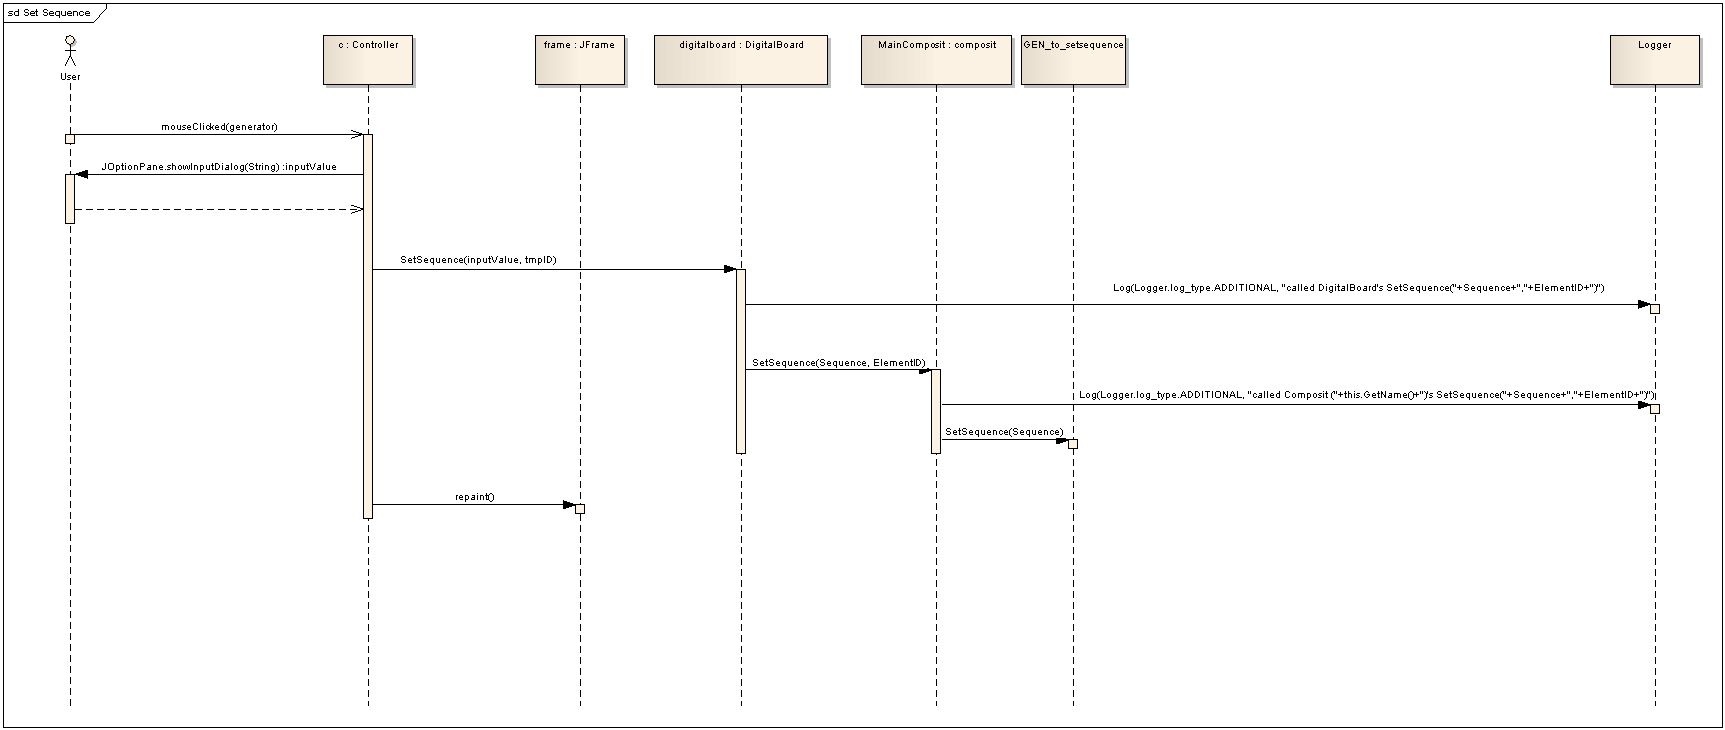 sd Set Sequence
User
c : Controller
frame : JFrame
digitalboard : DigitalBoard
MainComposit : composit
GEN_to_setsequence
Logger
mouseClicked(generator)
JOptionPane.showInputDialog(String) :inputValue
SetSequence(inputValue, tmpID)
Log(Logger.log_type.ADDITIONAL, "called DigitalBoard's SetSequence("+Sequence+","+ElementID+")")
SetSequence(Sequence, ElementID)
Log(Logger.log_type.ADDITIONAL, "called Composit ("+this.GetName()+")'s SetSequence("+Sequence+","+ElementID+")")
SetSequence(Sequence)
repaint()